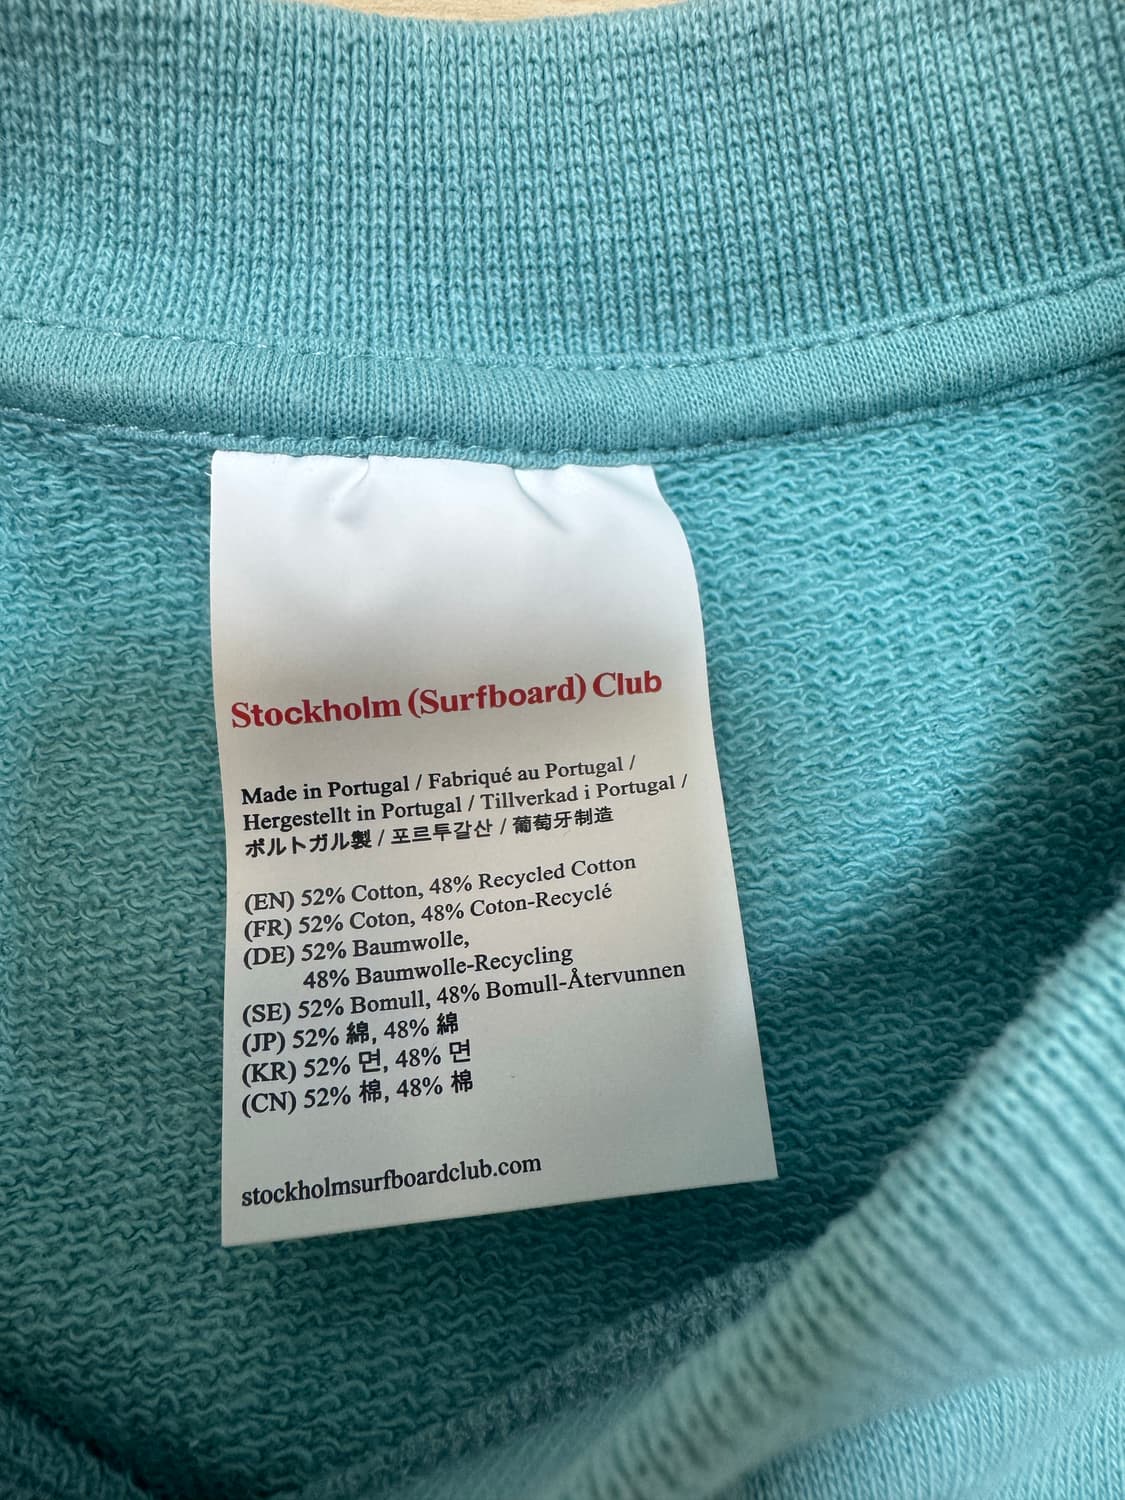 Stockholm (Surfboard) Club
Made in Portugal / Fabriqué au Portugal /
Hergestellt in Portugal / Tillverkad i Portugal /
ポルトガル製 / 포르투갈산 / 葡萄牙制造
(EN) 52% Cotton, 48% Recycled Cotton
(FR) 52% Coton, 48% Coton-Recyclé
(DE) 52% Baumwolle,
48% Baumwolle-Recycling
(SE) 52% Bomull, 48% Bomull-Återvunnen
(JP) 52% 綿, 48% 綿
(KR) 52% 면, 48% 면
(CN) 52% 棉, 48% 棉
stockholmsurfboardclub.com